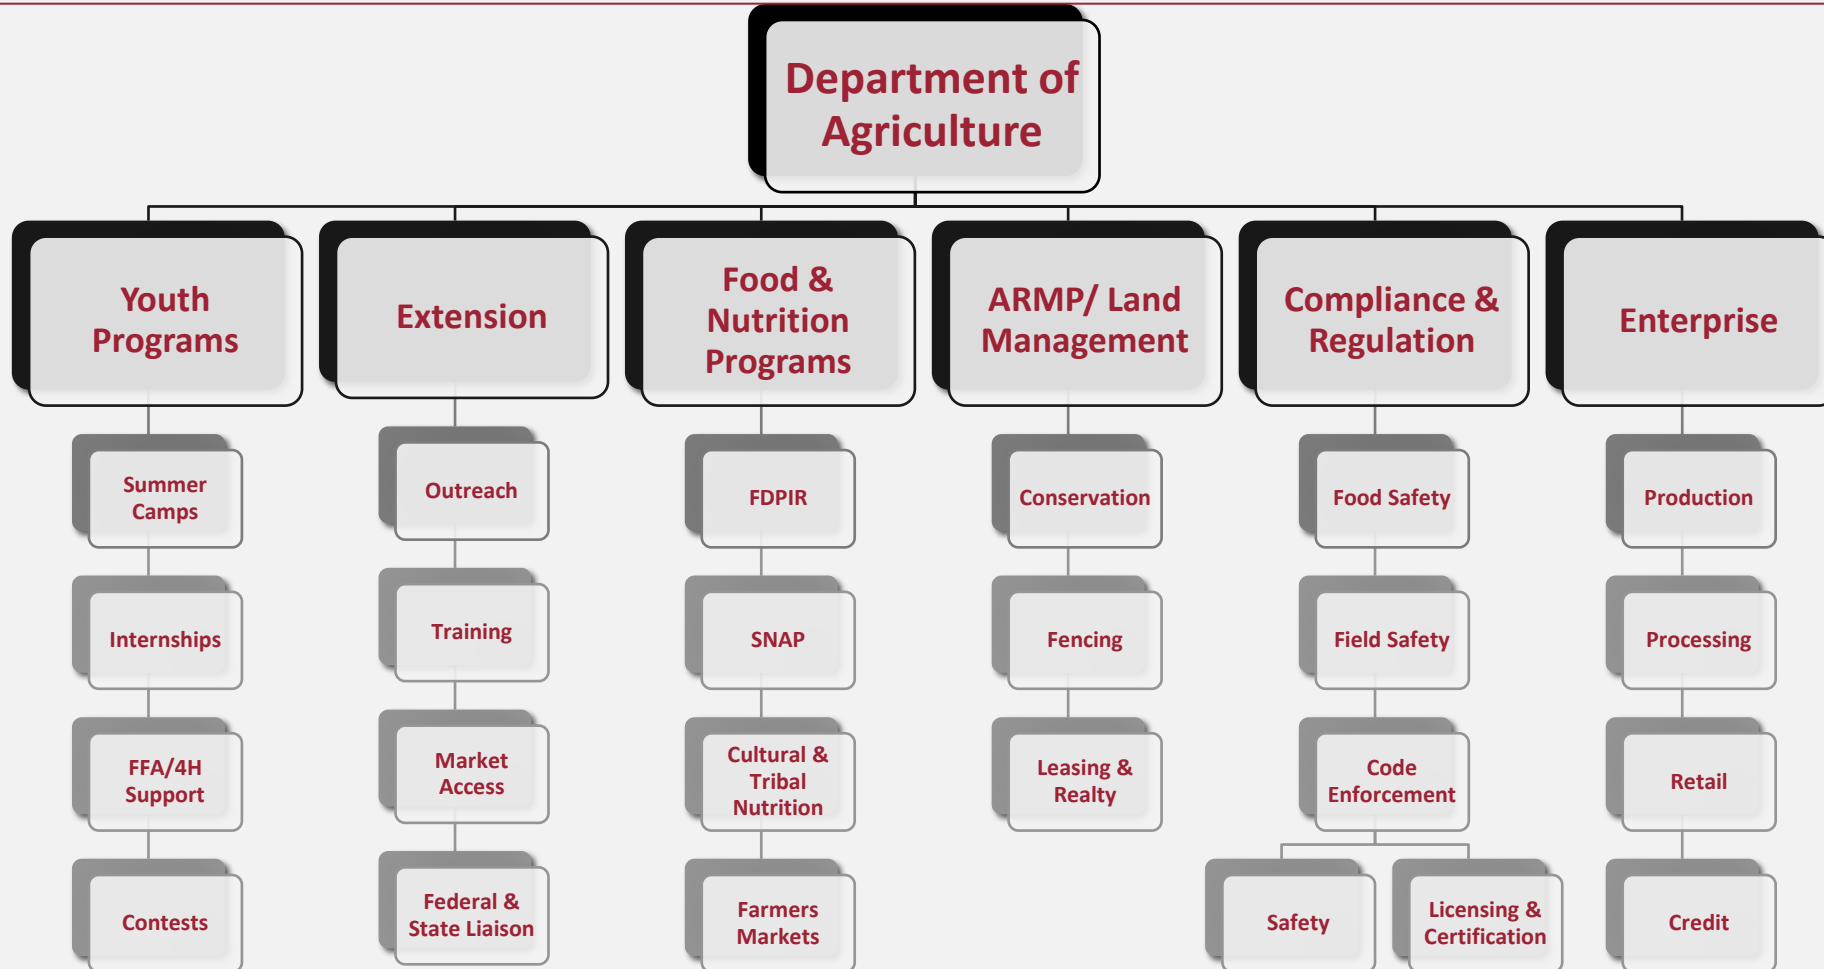 Department of
Agriculture
Youth
Programs
Extension
Food &
Nutrition
Programs
ARMP/ Land
Management
Compliance &
Regulation
Enterprise
Summer
Camps
Internships
FFA/4H
Support
Contests
Outreach
Training
Market
Access
Federal &
State Liaison
FDPIR
SNAP
Cultural &
Tribal
Nutrition
Farmers
Markets
Conservation
Fencing
Leasing &
Realty
Food Safety
Field Safety
Code
Enforcement
Safety
Licensing &
Certification
Production
Processing
Retail
Credit